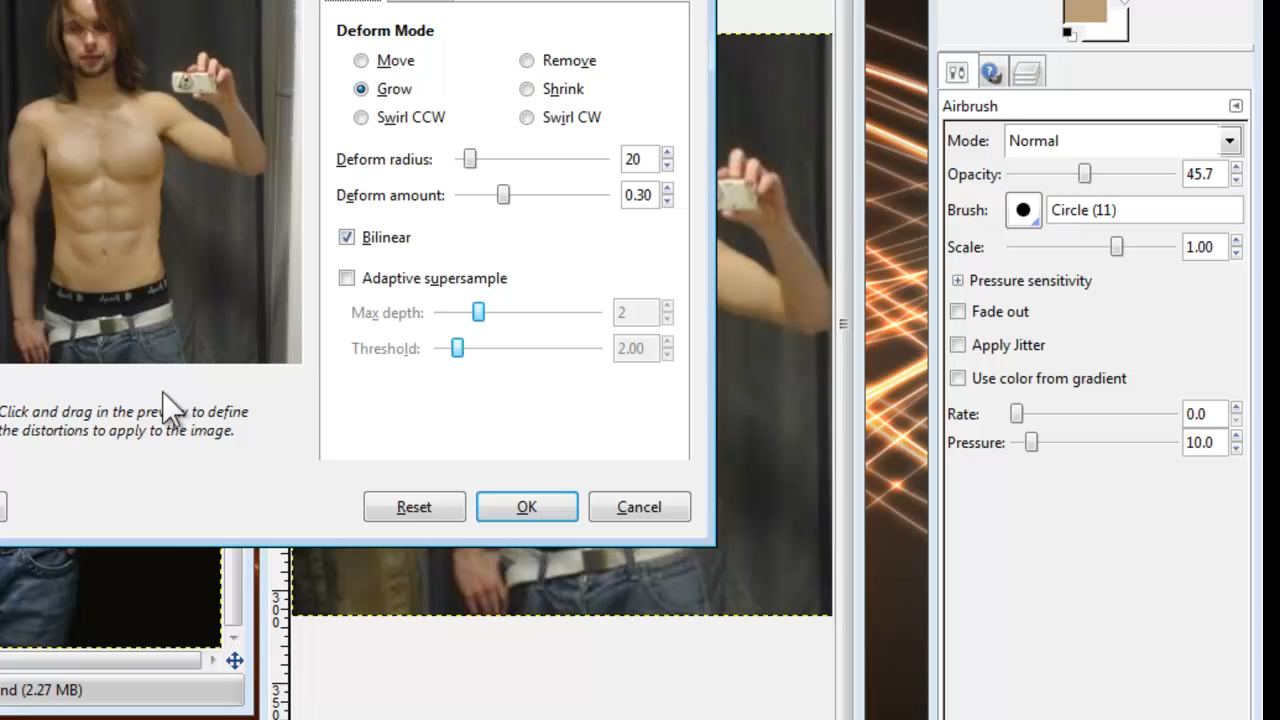 Deform Mode
Move
Remove
Grow
Shrink
Swirl CCW
Swirl CW
Deform radius:
20
Deform amount:
0.30
Bilinear
Adaptive supersample
Max depth:
2
Threshold:
2.00
Click and drag in the to define
the distortions to apply to the image.
Reset
OK
Cancel
nd (2.27 MB)
Airbrush
Mode:
Normal
Opacity:
45.7
Brush:
Circle (11)
Scale:
1.00
Pressure sensitivity
Fade out
Apply Jitter
Use color from gradient
Rate:
0.0
Pressure:
10.0